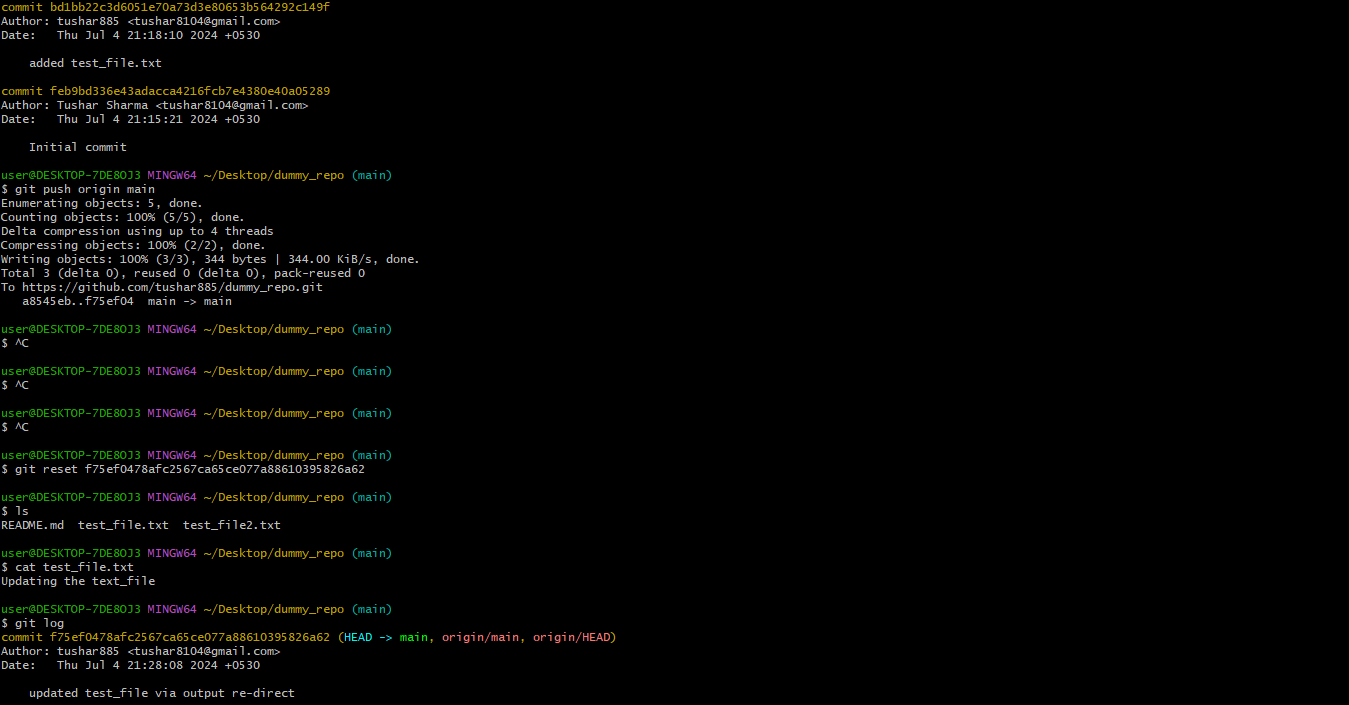 commit bd1bb22c3d6051e70a73d3e80653b564292c149f
Author: tushar885 <tushar8104@gmail.com>
Date:   Thu Jul 4 21:18:10 2024 +0530
    added test_file.txt
commit feb9bd336e43adacca4216fcb7e4380e40a05289
Author: Tushar Sharma <tushar8104@gmail.com>
Date:   Thu Jul 4 21:15:21 2024 +0530
    Initial commit
user@DESKTOP-7DE8OJ3 MINGW64 ~/Desktop/dummy_repo (main)
$ git push origin main
Enumerating objects: 5, done.
Counting objects: 100% (5/5), done.
Delta compression using up to 4 threads
Compressing objects: 100% (2/2), done.
Writing objects: 100% (3/3), 344 bytes | 344.00 KiB/s, done.
Total 3 (delta 0), reused 0 (delta 0), pack-reused 0
To https://github.com/tushar885/dummy_repo.git
   a8545eb..f75ef04  main -> main
user@DESKTOP-7DE8OJ3 MINGW64 ~/Desktop/dummy_repo (main)
$ ^C
user@DESKTOP-7DE8OJ3 MINGW64 ~/Desktop/dummy_repo (main)
$ ^C
user@DESKTOP-7DE8OJ3 MINGW64 ~/Desktop/dummy_repo (main)
$ ^C
user@DESKTOP-7DE8OJ3 MINGW64 ~/Desktop/dummy_repo (main)
$ git reset f75ef0478afc2567ca65ce077a88610395826a62
user@DESKTOP-7DE8OJ3 MINGW64 ~/Desktop/dummy_repo (main)
$ ls
README.md  test_file.txt  test_file2.txt
user@DESKTOP-7DE8OJ3 MINGW64 ~/Desktop/dummy_repo (main)
$ cat test_file.txt
Updating the text_file
user@DESKTOP-7DE8OJ3 MINGW64 ~/Desktop/dummy_repo (main)
$ git log
commit f75ef0478afc2567ca65ce077a88610395826a62 (HEAD -> main, origin/main, origin/HEAD)
Author: tushar885 <tushar8104@gmail.com>
Date:   Thu Jul 4 21:28:08 2024 +0530
    updated test_file via output re-direct